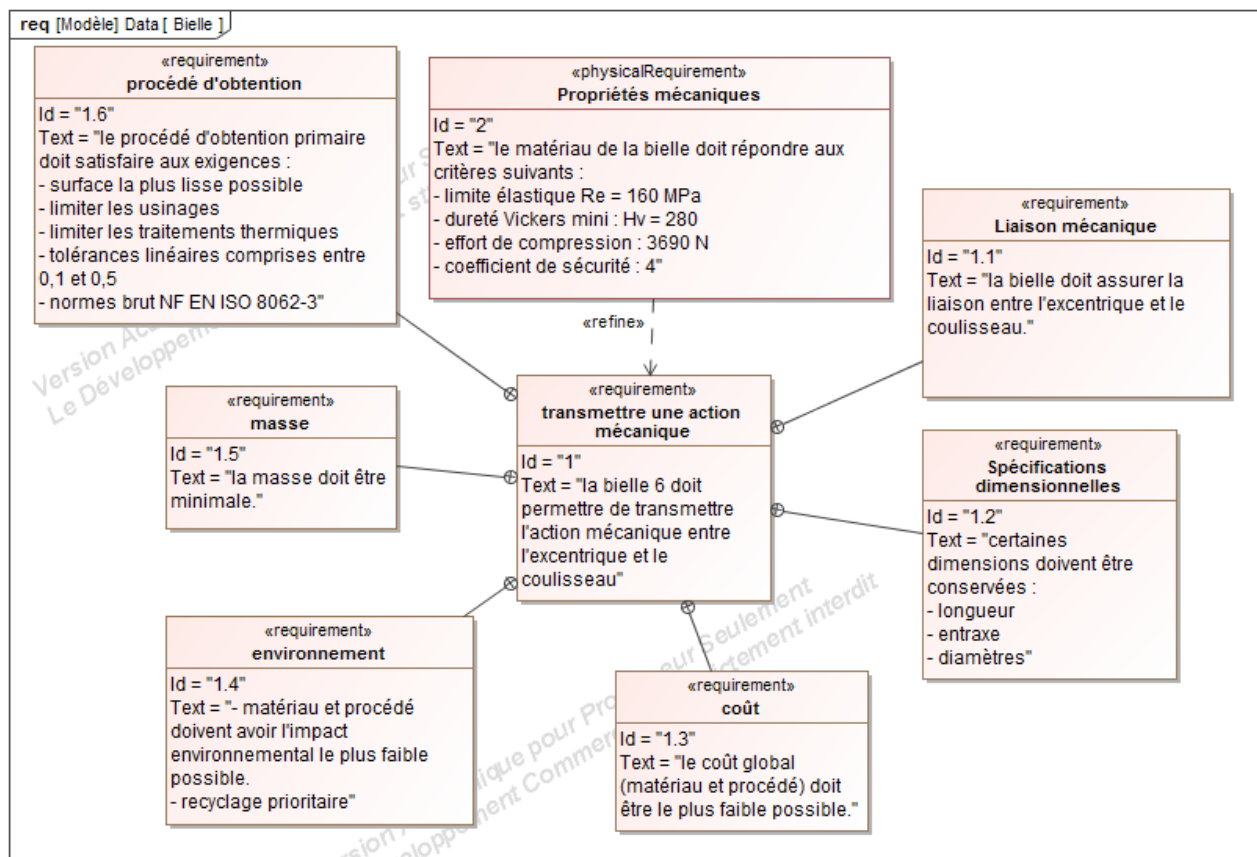 req [Modèle] Data [ Bielle ]
«requirement»
procédé d'obtention
Id = "1.6"
Text = "le procédé d'obtention primaire
doit satisfaire aux exigences :
- surface la plus lisse possible
- limiter les usinages
- limiter les traitements thermiques
- tolérances linéaires comprises entre
0,1 et 0,5
- normes brut NF EN ISO 8062-3"
«physicalRequirement»
Propriétés mécaniques
Id = "2"
Text = "le matériau de la bielle doit répondre aux
critères suivants :
- limite élastique Re = 160 MPa
- dureté Vickers mini : Hv = 280
- effort de compression : 3690 N
- coefficient de sécurité : 4"
«refine»
«requirement»
Liaison mécanique
Id = "1.1"
Text = "la bielle doit assurer la
liaison entre l'excentrique et le
coulisseau."
«requirement»
masse
Id = "1.5"
Text = "la masse doit être
minimale."
«requirement»
transmettre une action
mécanique
Id = "1"
Text = "la bielle 6 doit
permettre de transmettre
l'action mécanique entre
l'excentrique et le
coulisseau"
«requirement»
Spécifications
dimensionnelles
Id = "1.2"
Text = "certaines
dimensions doivent être
conservées :
- longueur
- entraxe
- diamètres"
«requirement»
environnement
Id = "1.4"
Text = "- matériau et procédé
doivent avoir l'impact
environnemental le plus faible
possible.
- recyclage prioritaire"
«requirement»
coût
Id = "1.3"
Text = "le coût global
(matériau et procédé) doit
être le plus faible possible."
Version
Le Développement
pour
Seulement
interdit